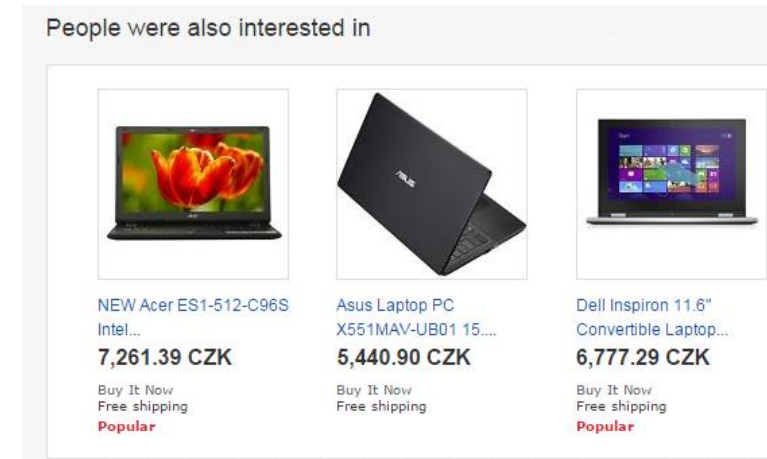 People were also interested in
ASUS
Start
NEW Acer ES1-512-C96S
Intel...
7,261.39 CZK
Buy It Now
Free shipping
Popular
Asus Laptop PC
X551MAV-UB01 15....
5,440.90 CZK
Buy It Now
Free shipping
Dell Inspiron 11.6"
Convertible Laptop...
6,777.29 CZK
Buy It Now
Free shipping
Popular